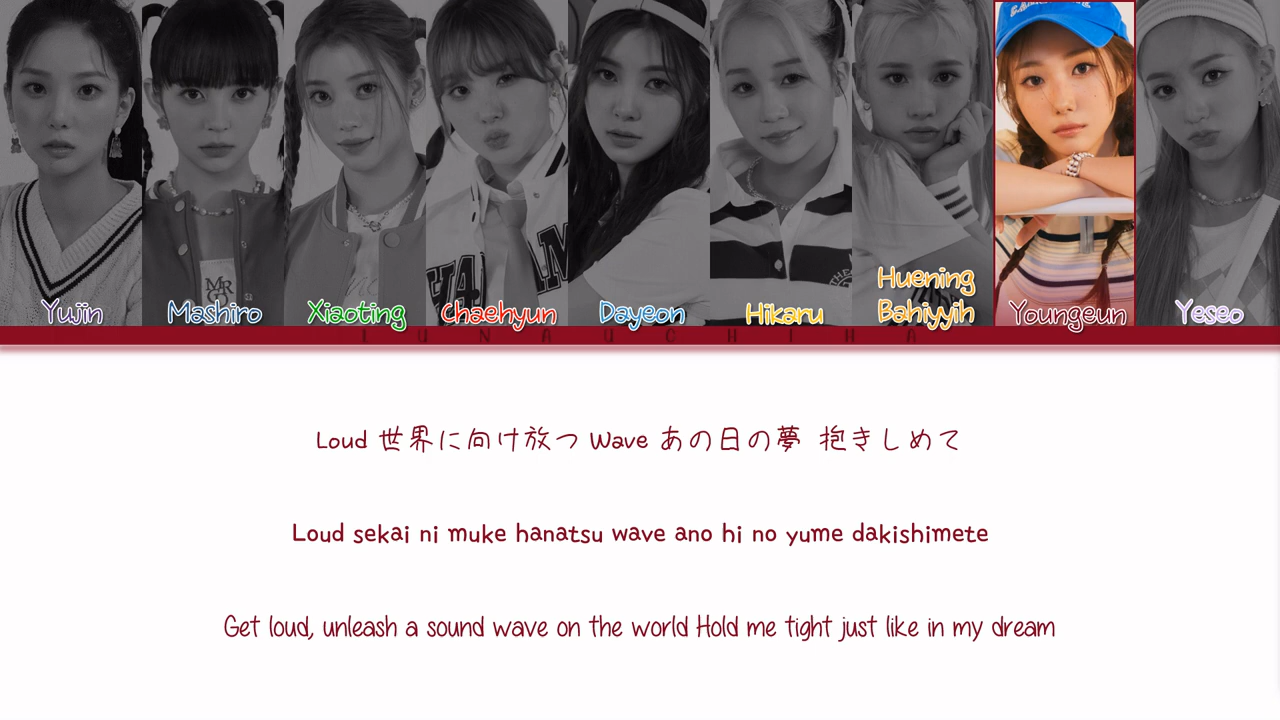 Yujin
Mashiro
Xiaoting
Chaehyun
Dayeon
Hikaru
Huening
Bahiyyih
Youngeun
Yeseo
LUNAUCHIHA
Loud 世界に向け放つ Wave あの日の夢 抱きしめて
Loud sekai ni muke hanatsu wave ano hi no yume dakishimete
Get loud, unleash a sound wave on the world Hold me tight just like in my dream